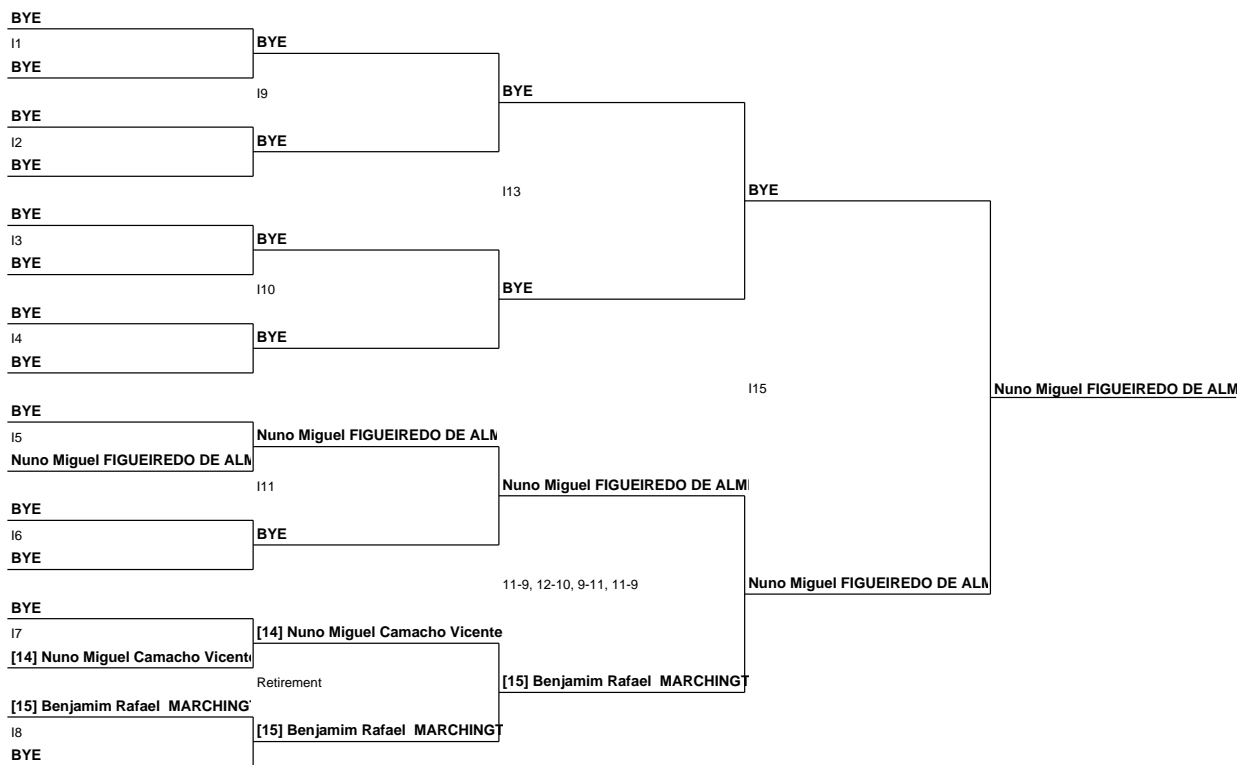 BYE
I1
BYE
BYE
I9
BYE
BYE
I2
BYE
BYE
I13
BYE
BYE
I3
BYE
BYE
I10
BYE
BYE
I4
BYE
BYE
I15
Nuno Miguel FIGUEIREDO DE ALM
BYE
I5
Nuno Miguel FIGUEIREDO DE ALM
Nuno Miguel FIGUEIREDO DE ALM
I11
Nuno Miguel FIGUEIREDO DE ALM
BYE
I6
BYE
BYE
11-9, 12-10, 9-11, 11-9
Nuno Miguel FIGUEIREDO DE ALM
BYE
I7
[14] Nuno Miguel Camacho Vicente
[14] Nuno Miguel Camacho Vicente
Retirement
[15] Benjamim Rafael MARCHINGT
[15] Benjamim Rafael MARCHINGT
I8
[15] Benjamim Rafael MARCHINGT
BYE